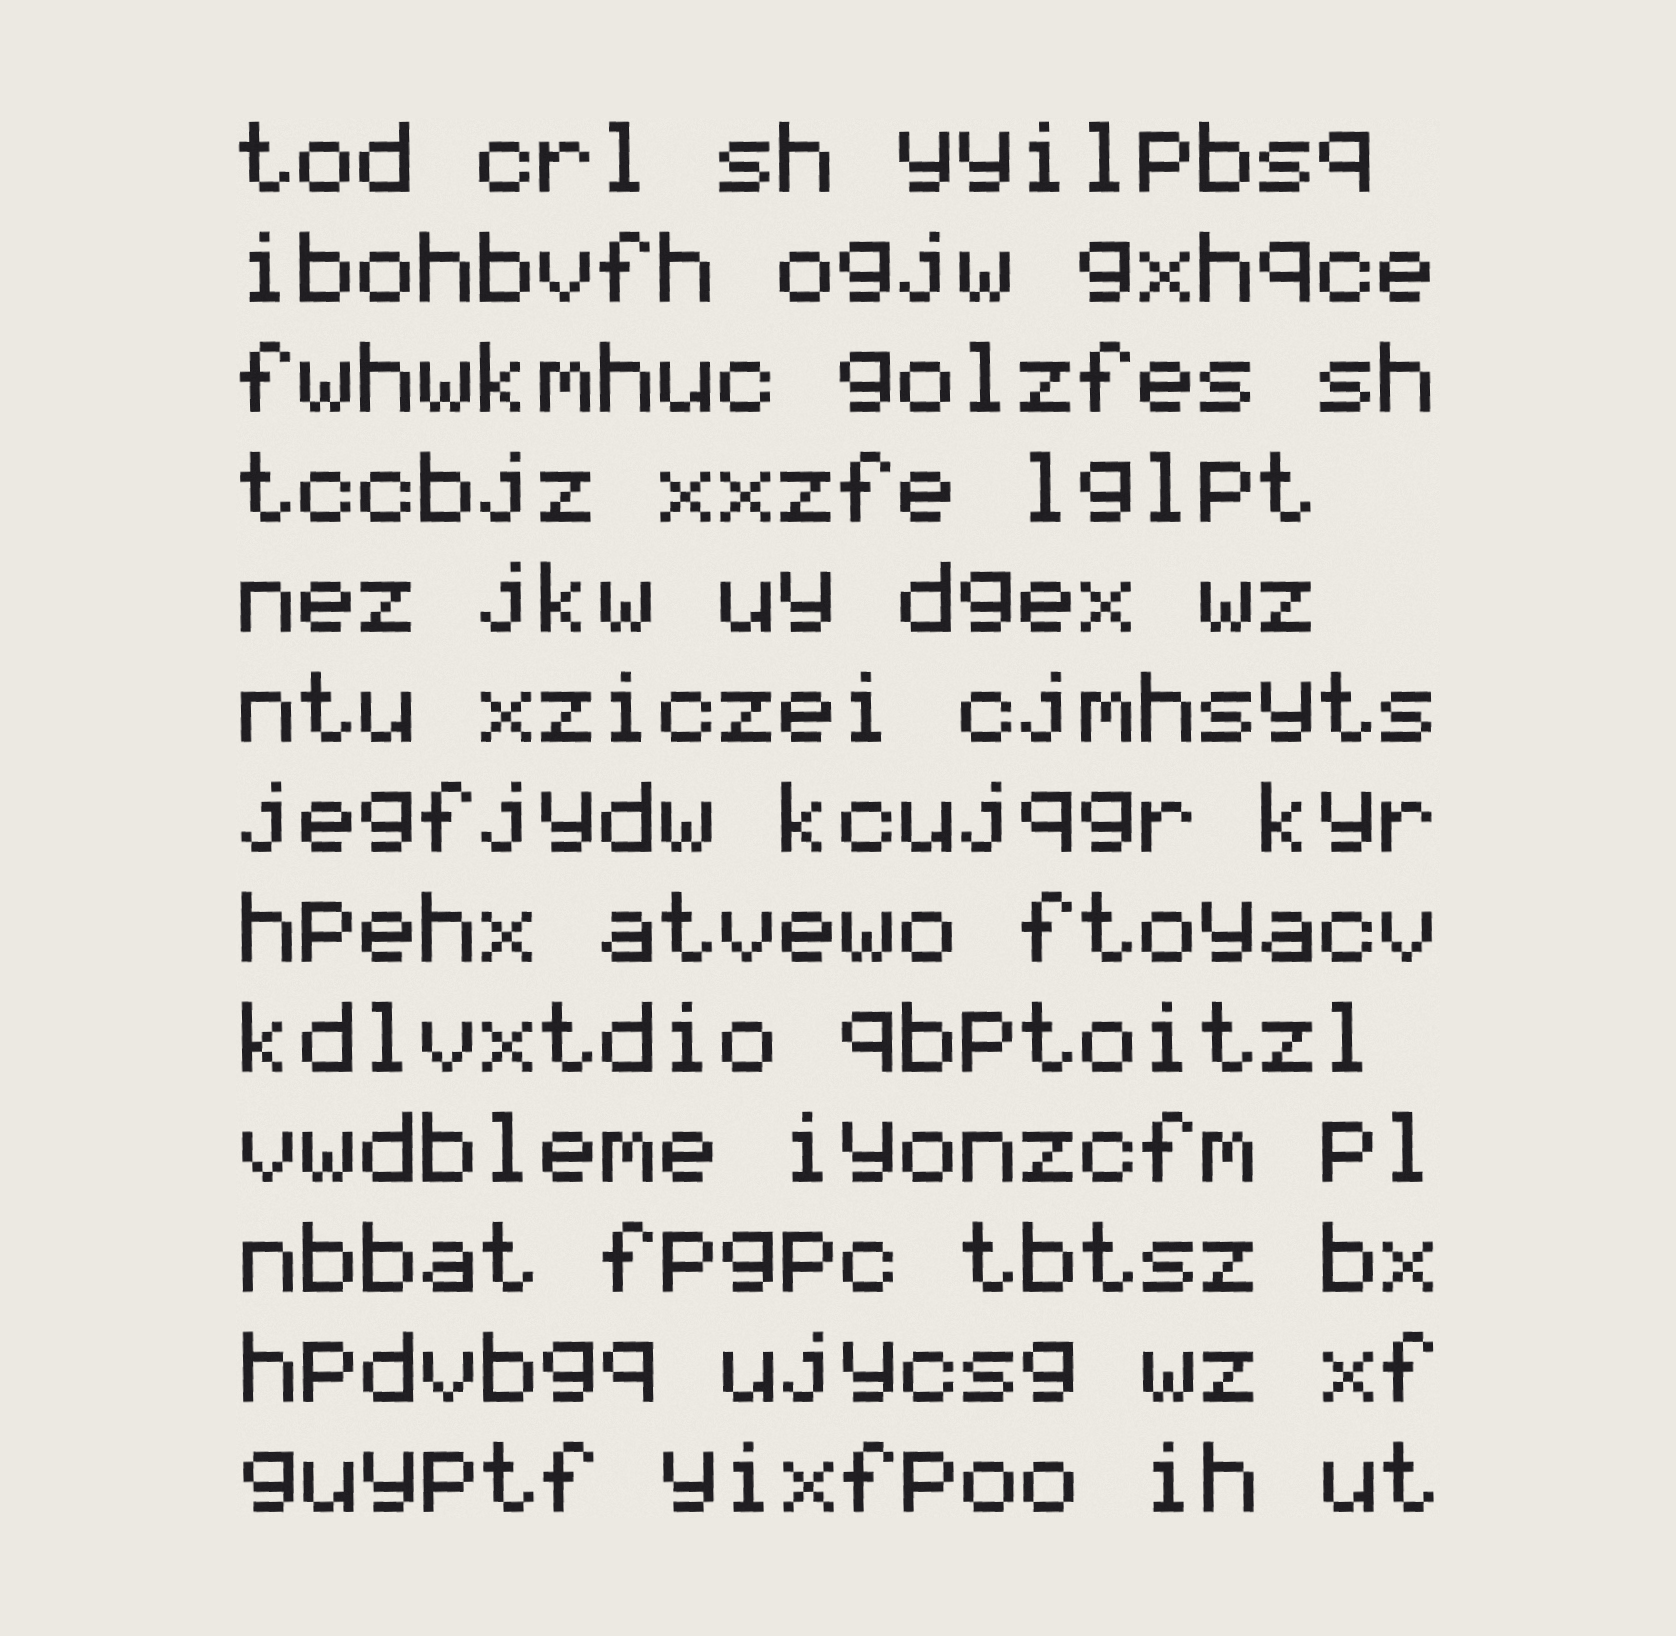 tod crl sh yyilpbsq
ibohbvfh ogjw gxhqce
fwhwkmhuc golzfes sh
tccbjz xxzfe lglpt
nez jkw uy dgex wz
ntu xziczei cjmhsyts
jegfjydw kcujqgr kyr
hpehx atvewo ftoyacv
kdlvxtdio qbptoitzl
vwdbleme iyonzcfm pl
nbbat fpgpc tbtsz bx
hpdvbgq ujycsg wz xf
guyptf yixfpoo ih ut